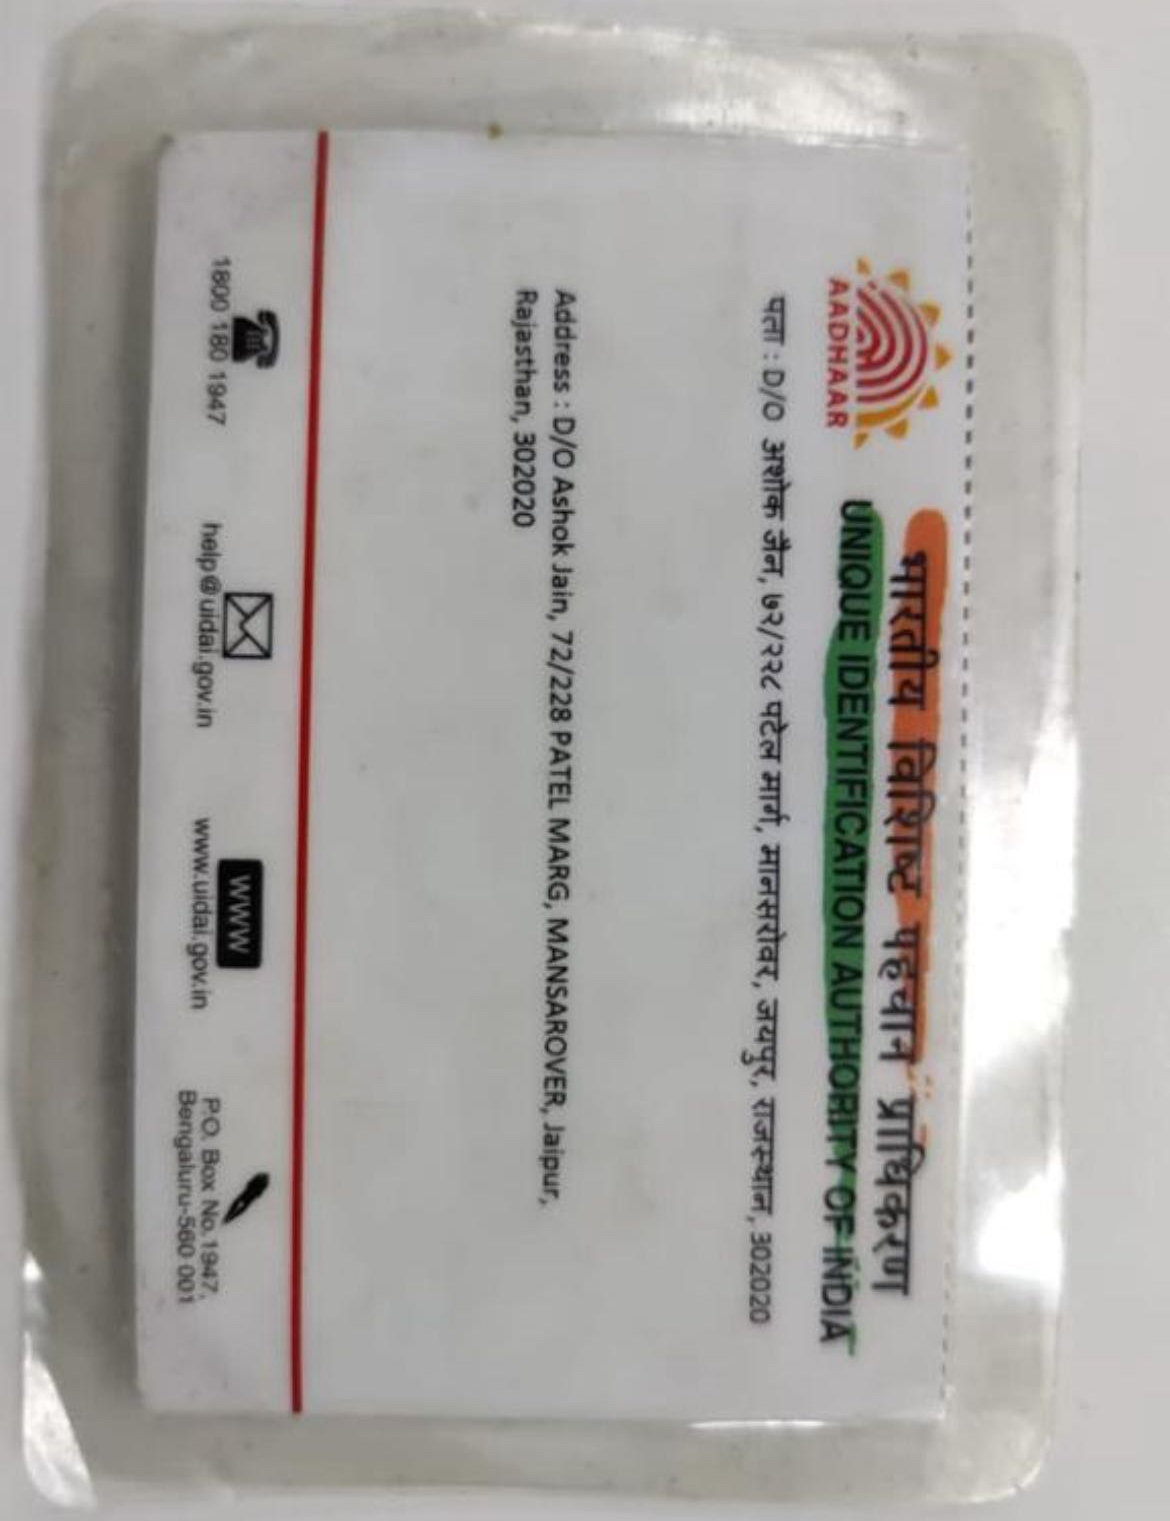 भारतीय विशिष्ट पहचान प्राधिकरण
UNIQUE IDENTIFICATION AUTHORITY OF INDIA
AADHAAR
पता : D/O अशोक जैन, ७२/२२८ पटेल मार्ग, मानसरोवर, जयपुर, राजस्थान, 302020
Address : D/O Ashok Jain, 72/228 PATEL MARG, MANSAROVER, Jaipur,
Rajasthan, 302020
1800 180 1947
help@uidai.gov.in
WWW
www.uidai.gov.in
P.O. Box No.1947,
Bengaluru-560 001